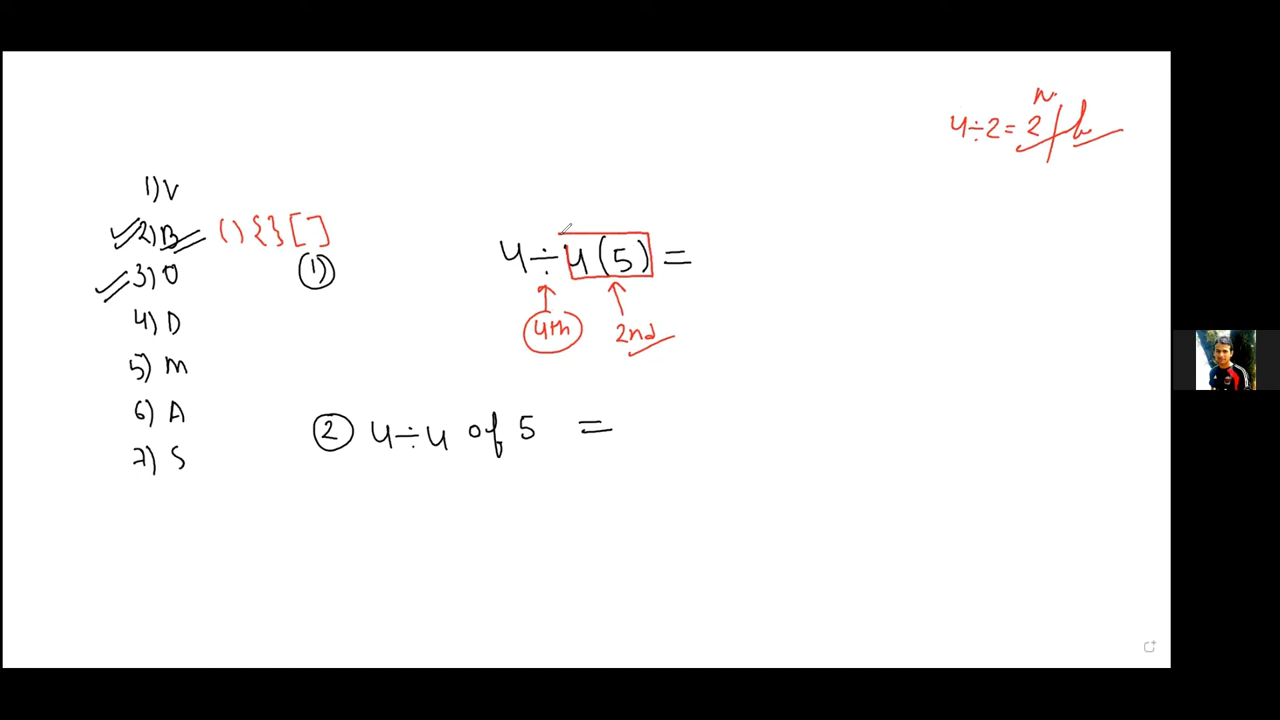 4÷2=2
1) V
2) B ( ) { } [ ]
3) O
①
4) D
5) M
6) A
7) S
4÷4(5) =
4th
2nd
② 4÷4 of 5 =